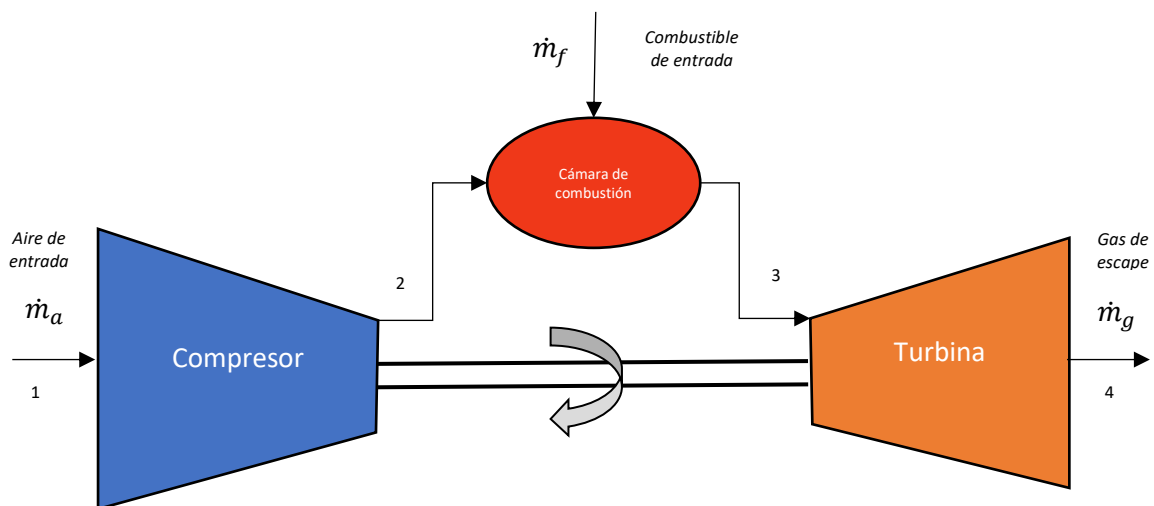 ṁ_f
Combustible
de entrada
Cámara de
combustión
Aire de
entrada
ṁ_a
1
2
Compresor
3
Turbina
Gas de
escape
ṁ_g
4